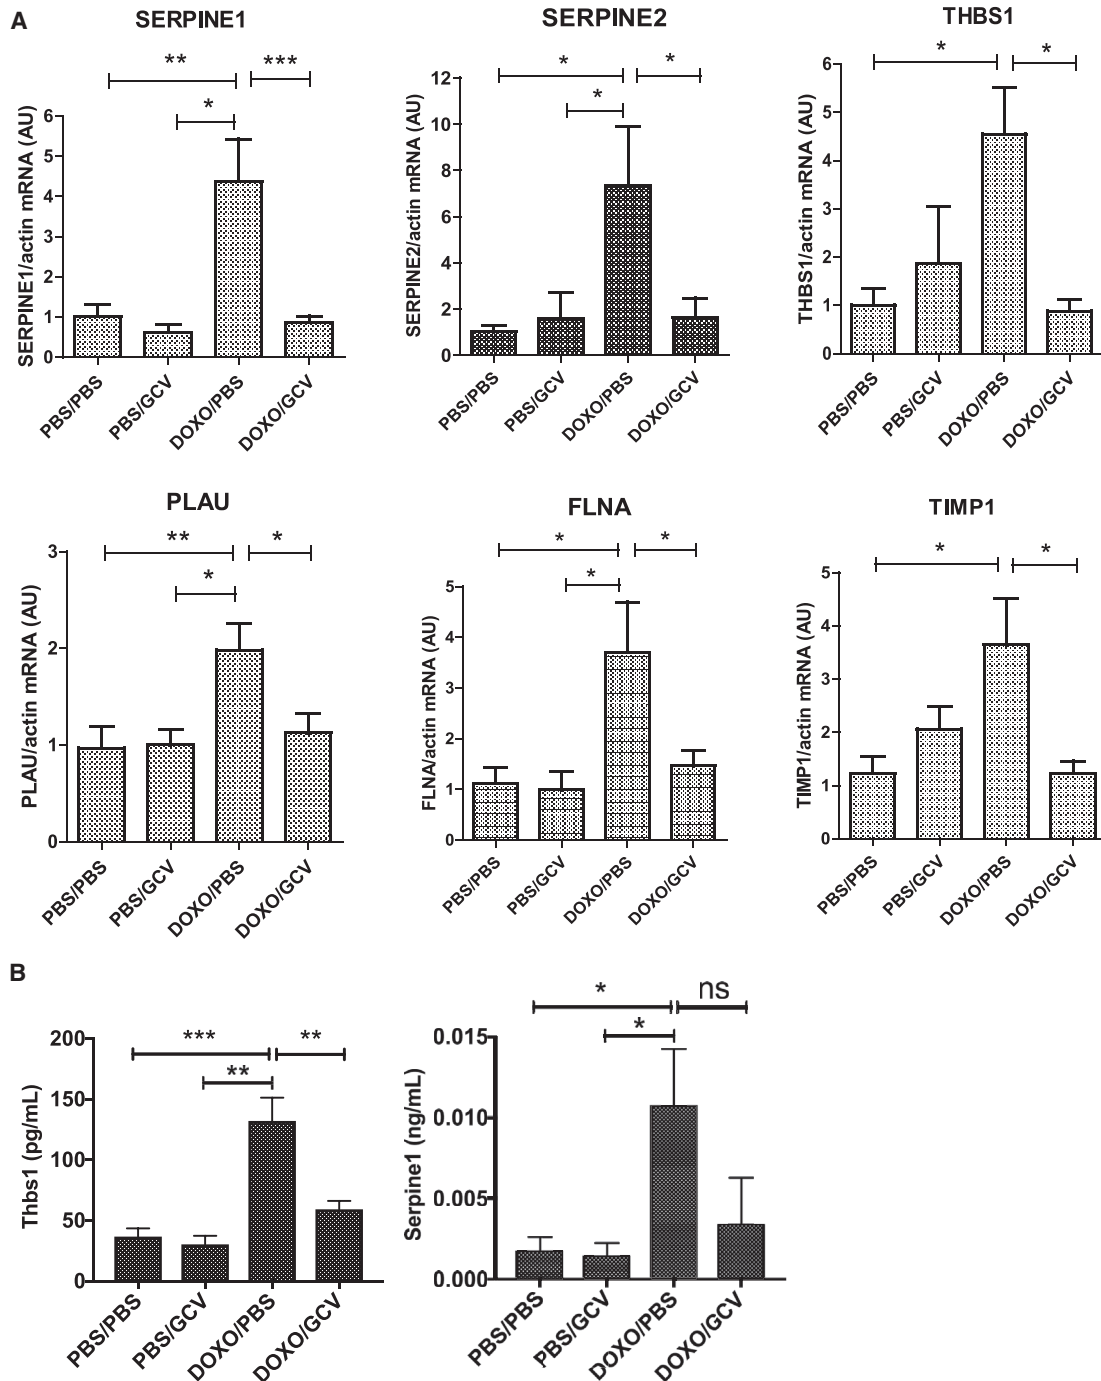 A
SERPINE1
** ***
*
SERPINE1/actin mRNA (AU)
6
5
4
3
2
1
0
PBS/PBS
PBS/GCV
DOXO/PBS
DOXO/GCV
SERPINE2
* *
*
SERPINE2/actin mRNA (AU)
12
10
8
6
4
2
0
PBS/PBS
PBS/GCV
DOXO/PBS
DOXO/GCV
THBS1
* *
THBS1/actin mRNA (AU)
6
5
4
3
2
1
0
PBS/PBS
PBS/GCV
DOXO/PBS
DOXO/GCV
PLAU
** *
*
PLAU/actin mRNA (AU)
3
2
1
0
PBS/PBS
PBS/GCV
DOXO/PBS
DOXO/GCV
FLNA
* *
*
FLNA/actin mRNA (AU)
5
4
3
2
1
0
PBS/PBS
PBS/GCV
DOXO/PBS
DOXO/GCV
TIMP1
* *
TIMP1/actin mRNA (AU)
5
4
3
2
1
0
PBS/PBS
PBS/GCV
DOXO/PBS
DOXO/GCV
B
*** **
**
Thbs1 (pg/mL)
200
150
100
50
0
PBS/PBS
PBS/GCV
DOXO/PBS
DOXO/GCV
* ns
*
Serpine1 (ng/mL)
0.015
0.010
0.005
0.000
PBS/PBS
PBS/GCV
DOXO/PBS
DOXO/GCV